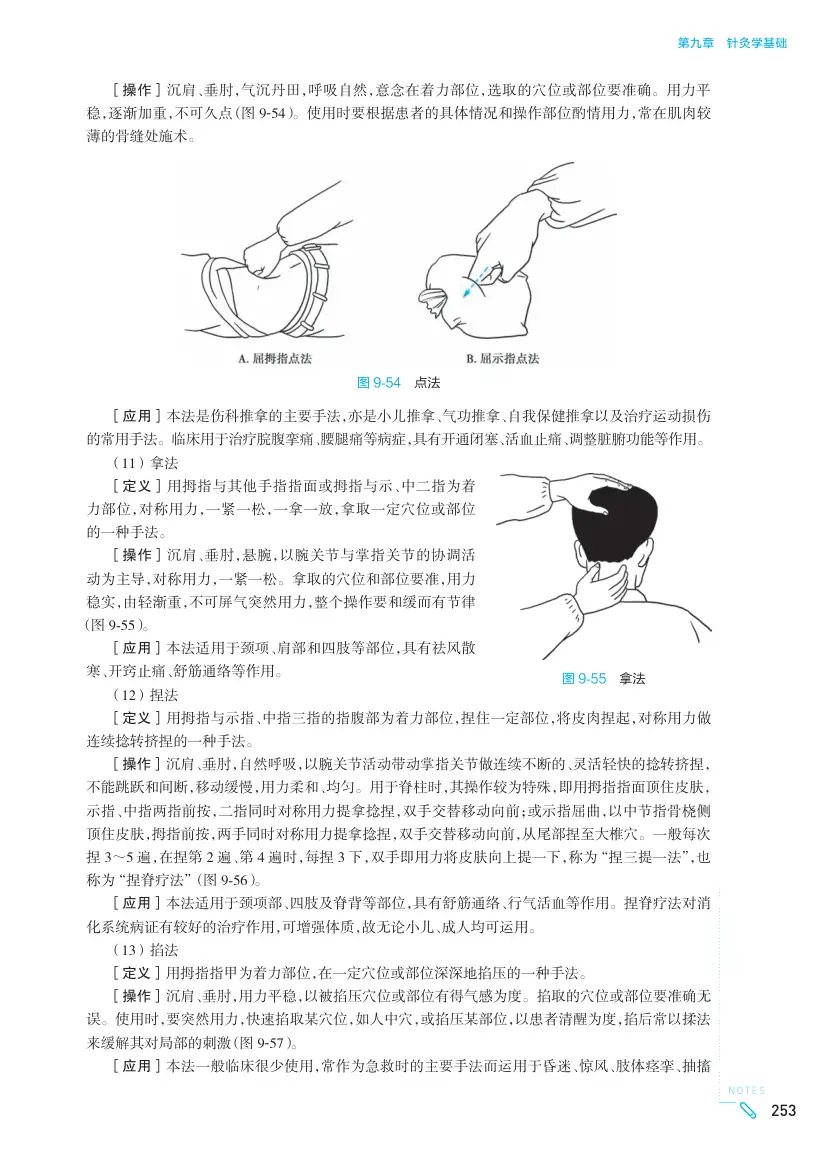 第九章 针灸学基础
［操作］沉肩、垂肘，气沉丹田，呼吸自然，意念在着力部位，选取的穴位或部位要准确。用力平
稳，逐渐加重，不可久点（图 9-54）。使用时要根据患者的具体情况和操作部位酌情用力，常在肌肉较
薄的骨缝处施术。
A. 屈拇指点法
B. 屈示指点法
图 9-54 点法
［应用］本法是伤科推拿的主要手法，亦是小儿推拿、气功推拿、自我保健推拿以及治疗运动损伤
的常用手法。临床用于治疗脘腹挛痛、腰腿痛等病症，具有开通闭塞、活血止痛、调整脏腑功能等作用。
（11）拿法
［定义］用拇指与其他手指指面或拇指与示、中二指为着
力部位，对称用力，一紧一松，一拿一放，拿取一定穴位或部位
的一种手法。
［操作］沉肩、垂肘，悬腕，以腕关节与掌指关节的协调活
动为主导，对称用力，一紧一松。拿取的穴位和部位要准，用力
稳实，由轻渐重，不可屏气突然用力，整个操作要和缓而有节律
（图 9-55）。
［应用］本法适用于颈项、肩部和四肢等部位，具有祛风散
寒、开窍止痛、舒筋通络等作用。
图 9-55 拿法
（12）捏法
［定义］用拇指与示指、中指三指的指腹部为着力部位，捏住一定部位，将皮肉捏起，对称用力做
连续捻转挤捏的一种手法。
［操作］沉肩、垂肘，自然呼吸，以腕关节活动带动掌指关节做连续不断的、灵活轻快的捻转挤捏，
不能跳跃和间断，移动缓慢，用力柔和、均匀。用于脊柱时，其操作较为特殊，即用拇指指面顶住皮肤，
示指、中指两指前按，二指同时对称用力提拿捻捏，双手交替移动向前；或示指屈曲，以中节指骨桡侧
顶住皮肤，拇指前按，两手同时对称用力提拿捻捏，双手交替移动向前，从尾部捏至大椎穴。一般每次
捏 3～5 遍，在捏第 2 遍、第 4 遍时，每捏 3 下，双手即用力将皮肤向上提一下，称为“捏三提一法”，也
称为“捏脊疗法”（图 9-56）。
［应用］本法适用于颈项部、四肢及脊背等部位，具有舒筋通络、行气活血等作用。捏脊疗法对消
化系统病证有较好的治疗作用，可增强体质，故无论小儿、成人均可运用。
（13）掐法
［定义］用拇指指甲为着力部位，在一定穴位或部位深深地掐压的一种手法。
［操作］沉肩、垂肘，用力平稳，以被掐压穴位或部位有得气感为度。掐取的穴位或部位要准确无
误。使用时，要突然用力，快速掐取某穴位，如人中穴，或掐压某部位，以患者清醒为度，掐后常以揉法
来缓解其对局部的刺激（图 9-57）。
［应用］本法一般临床很少使用，常作为急救时的主要手法而运用于昏迷、惊风、肢体痉挛、抽搐
NOTES
253